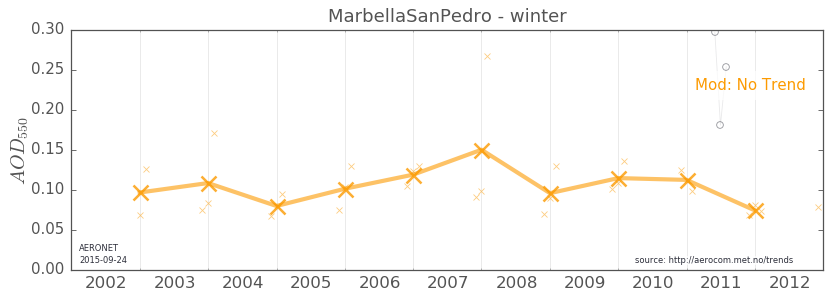 MarbellaSanPedro - winter
0.30
0.25
0.20
0.15
0.10
0.05
0.00
AOD550
Mod: No Trend
AERONET
2015-09-24
source: http://aerocom.met.no/trends
2002 2003 2004 2005 2006 2007 2008 2009 2010 2011 2012